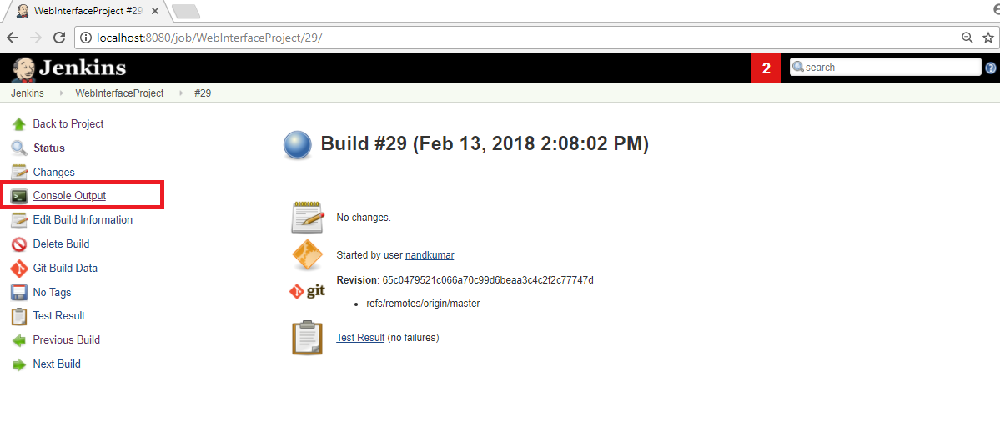 WebInterfaceProject #29
localhost:8080/job/WebInterfaceProject/29/
Jenkins
2
search
?
Jenkins
WebInterfaceProject
#29
Back to Project
Status
Changes
Console Output
Edit Build Information
Delete Build
Git Build Data
No Tags
Test Result
Previous Build
Next Build
Build #29 (Feb 13, 2018 2:08:02 PM)
No changes.
Started by user nandkumar
git
Revision: 65c0479521c066a70c99d6beaa3c4c2f2c77747d
refs/remotes/origin/master
Test Result (no failures)